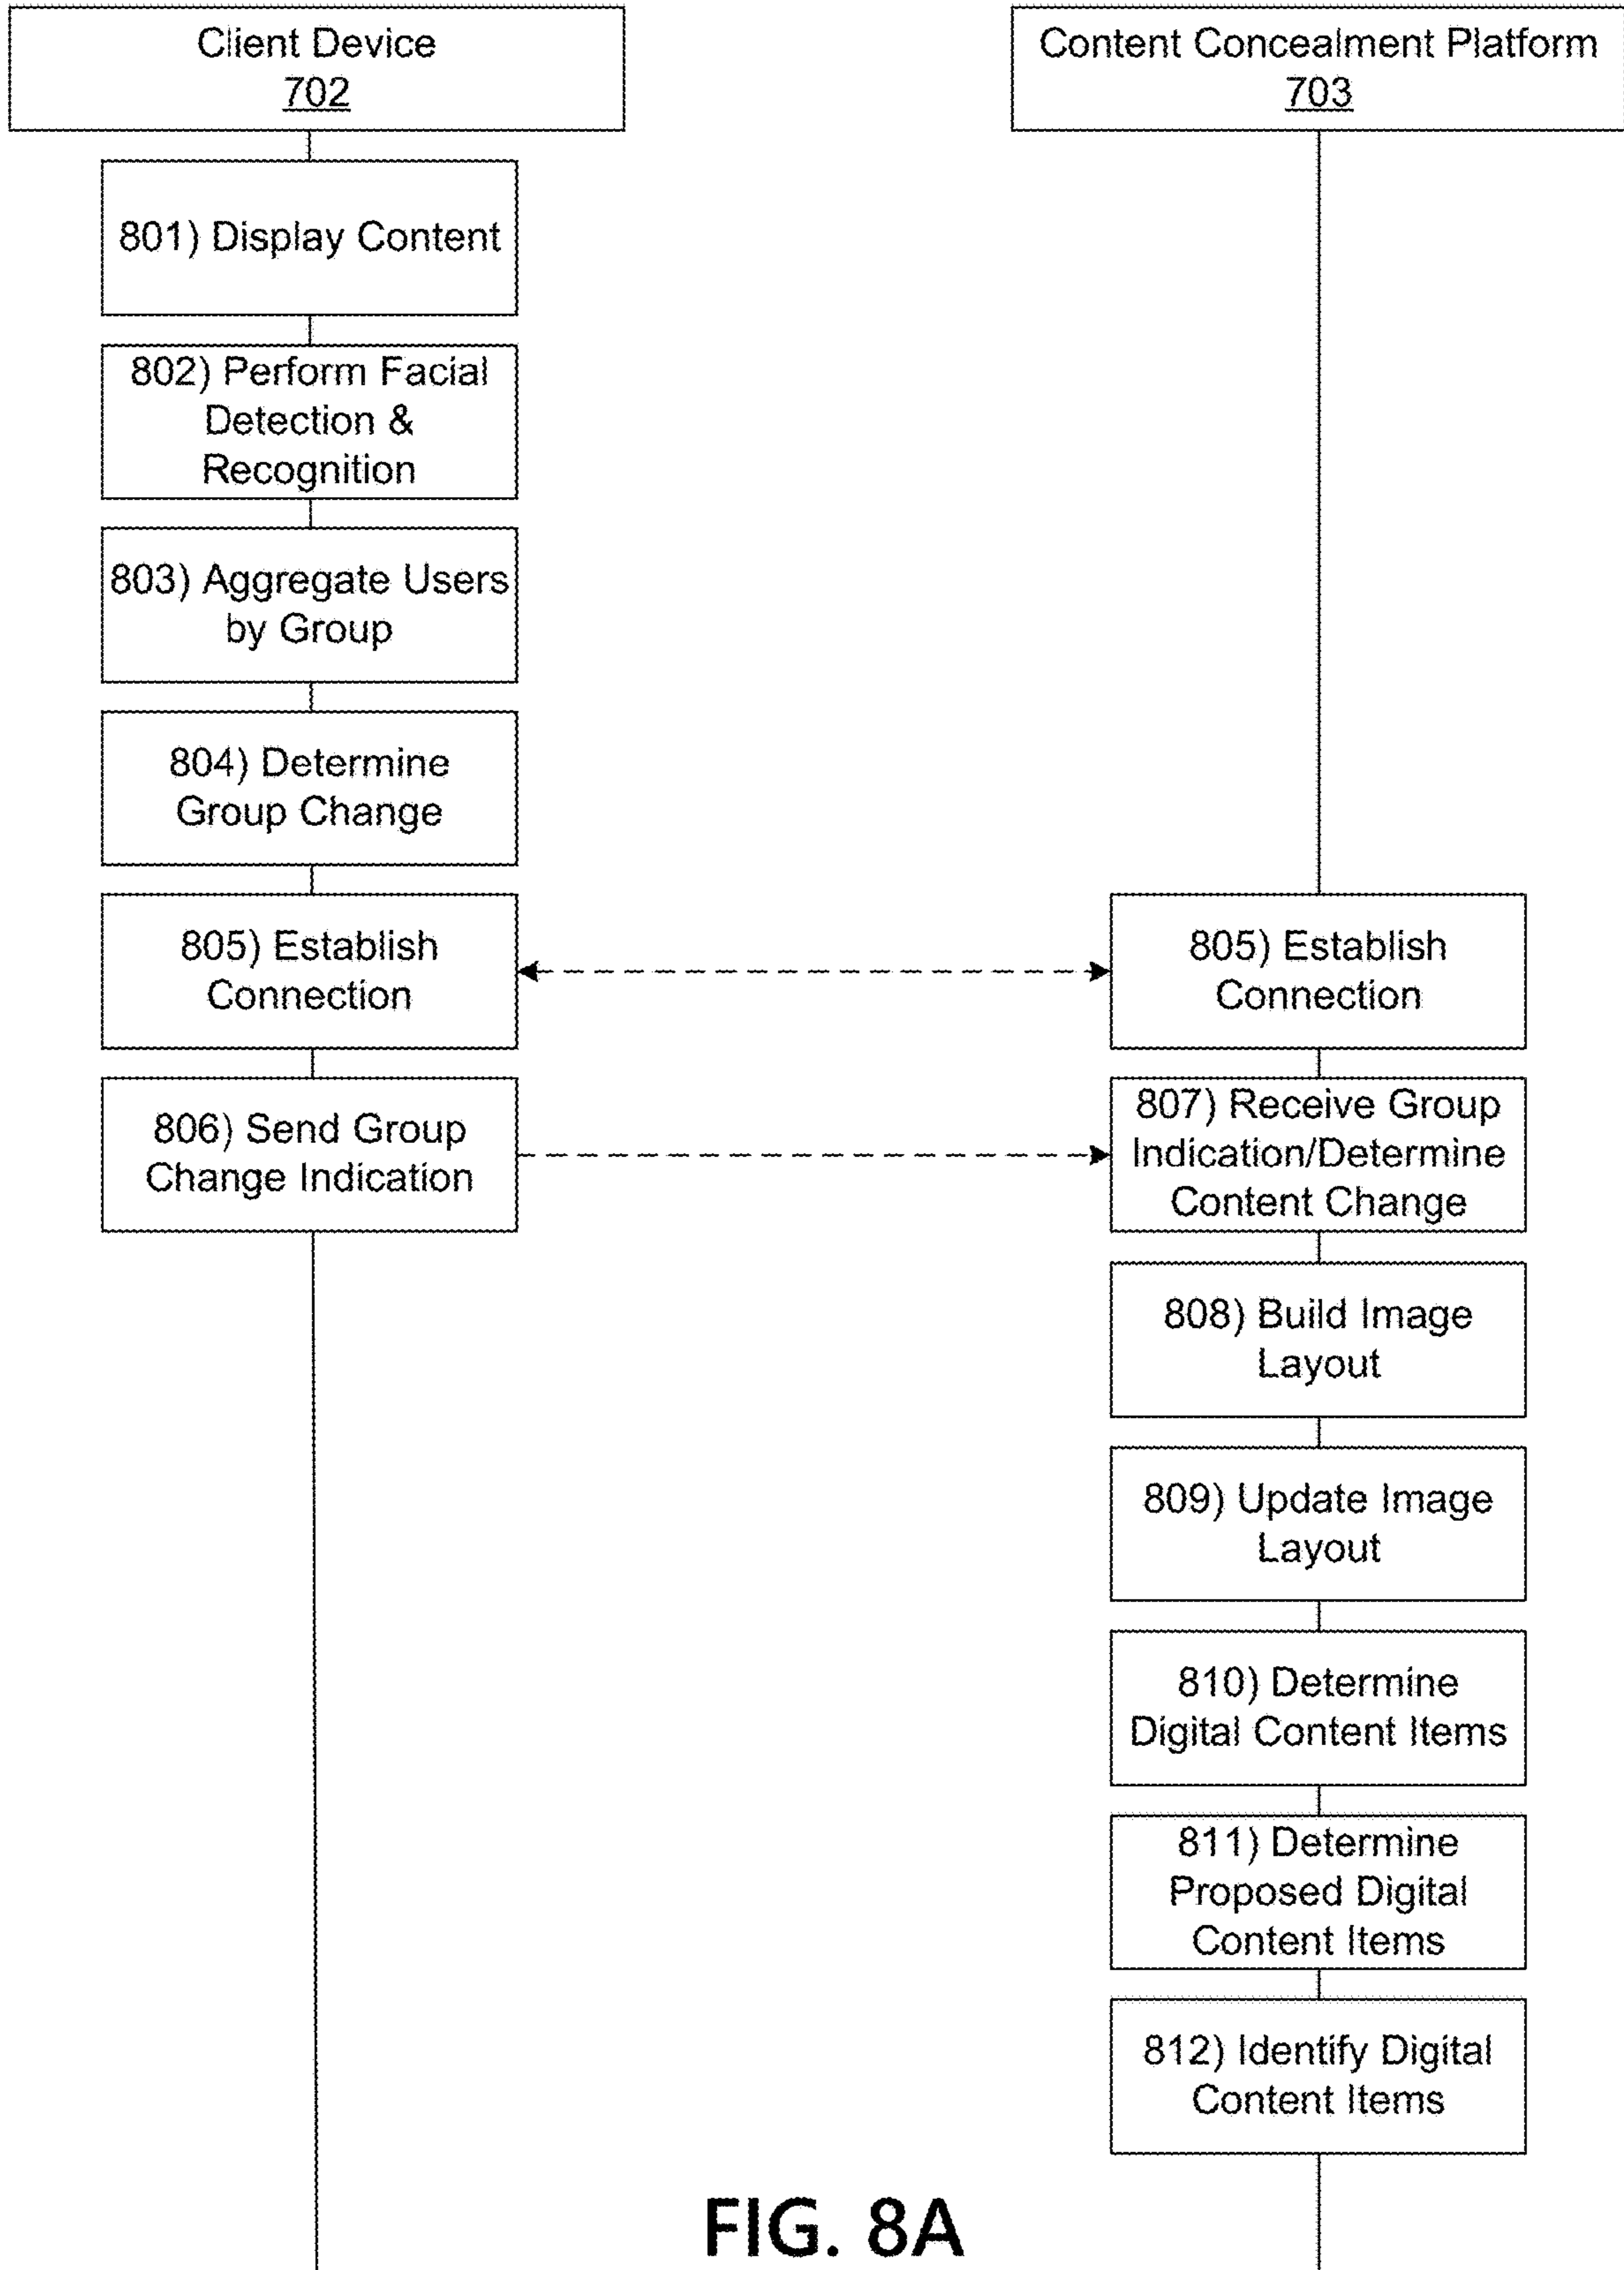 Client Device
702
Content Concealment Platform
703
801) Display Content
802) Perform Facial
Detection &
Recognition
803) Aggregate Users
by Group
804) Determine
Group Change
805) Establish
Connection
805) Establish
Connection
806) Send Group
Change Indication
807) Receive Group
Indication/Determine
Content Change
808) Build Image
Layout
809) Update Image
Layout
810) Determine
Digital Content Items
811) Determine
Proposed Digital
Content Items
812) Identify Digital
Content Items
FIG. 8A